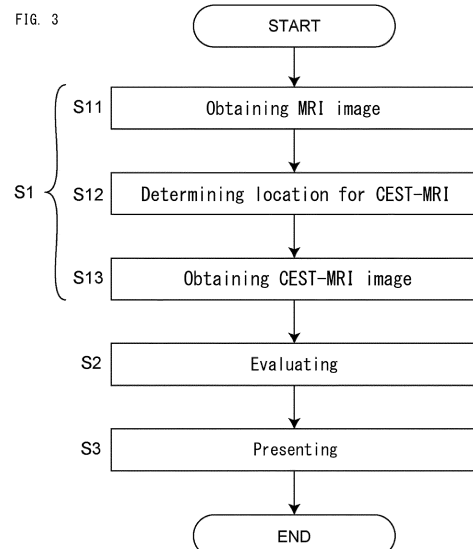 FIG. 3
START
S1
S11
Obtaining MRI image
S12
Determining location for CEST-MRI
S13
Obtaining CEST-MRI image
S2
Evaluating
S3
Presenting
END